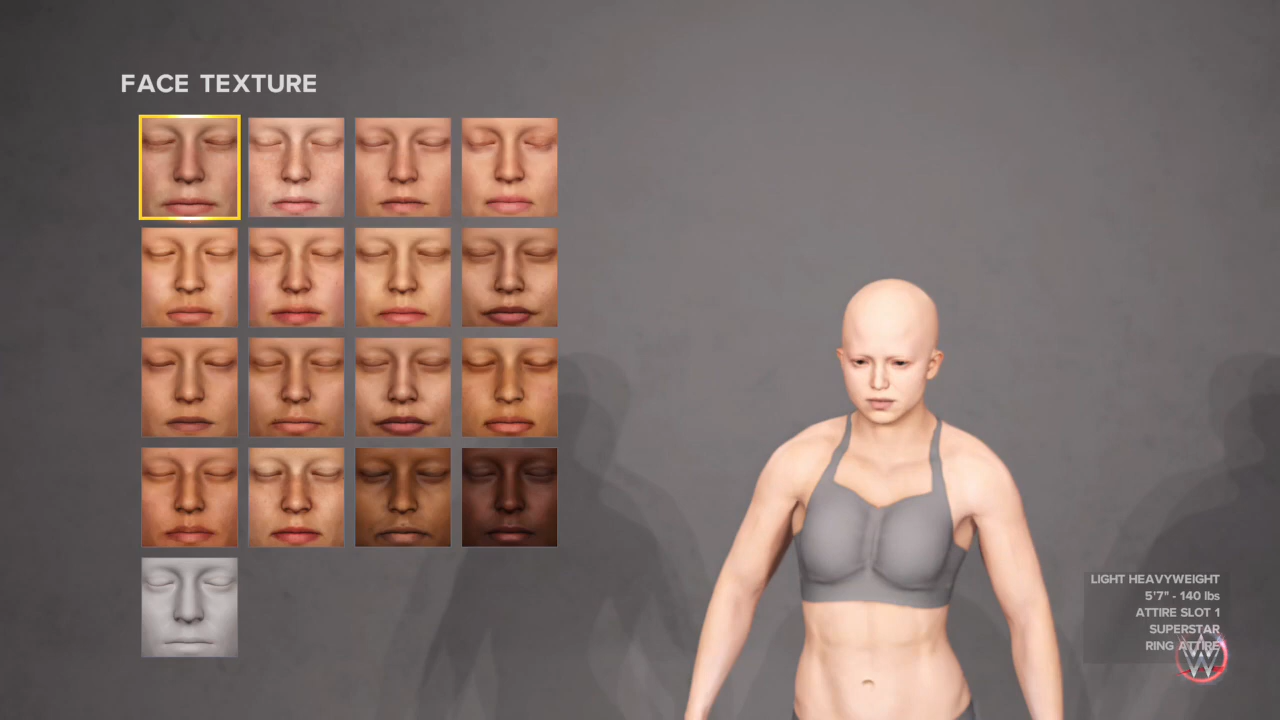 FACE TEXTURE
LIGHT HEAVYWEIGHT
5'7" - 140 lbs
ATTIRE SLOT 1
SUPERSTAR
RING ATTIRE